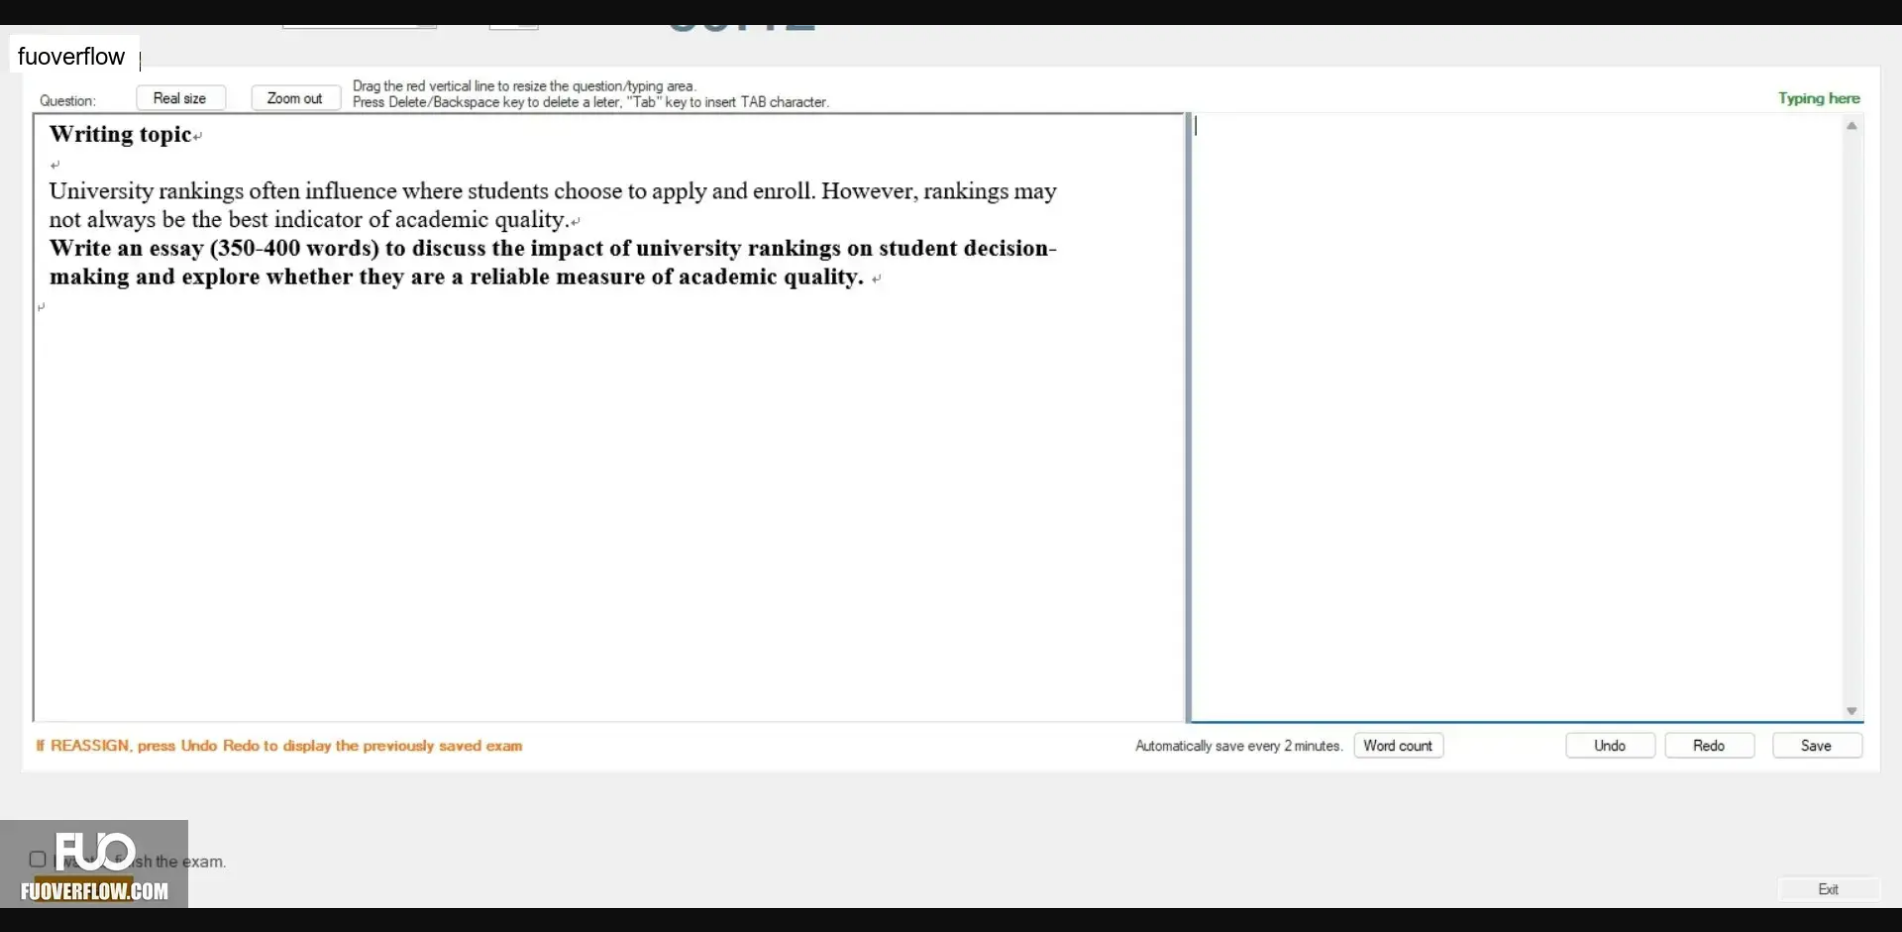 fuoverflow
Question:
Real size
Zoom out
Drag the red vertical line to resize the question/typing area.
Press Delete/Backspace key to delete a leter, "Tab" key to insert TAB character.
Typing here
Writing topic
University rankings often influence where students choose to apply and enroll. However, rankings may
not always be the best indicator of academic quality.
Write an essay (350-400 words) to discuss the impact of university rankings on student decision-
making and explore whether they are a reliable measure of academic quality.
If REASSIGN, press Undo Redo to display the previously saved exam
Automatically save every 2 minutes.
Word count
Undo
Redo
Save
FUO
the exam.
FUOVERFLOW.COM
Exit